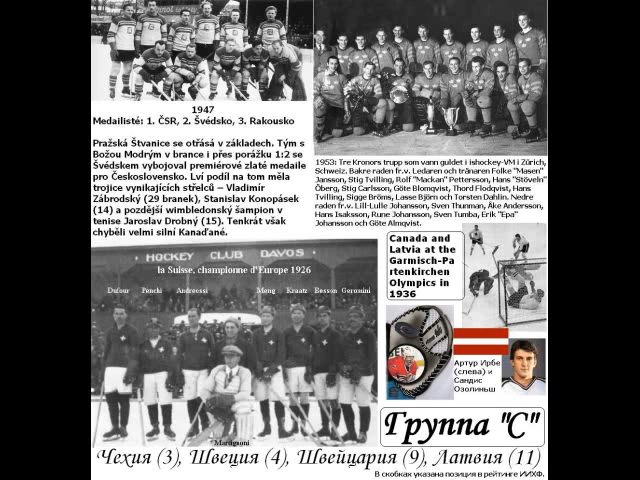 1947
Medailisté: 1. ČSR, 2. Švédsko, 3. Rakousko
Pražská Štvanice se otřásá v základech. Tým s
Božou Modrým v brance i přes porážku 1:2 se
Švédskem vybojoval premiérové zlaté medaile
pro Československo. Lví podíl na tom měla
trojice vynikajících střelců – Vladimír
Zábrodský (29 branek), Stanislav Konopásek
(14) a pozdější wimbledonský šampion v
tenise Jaroslav Drobný (15). Tenkrát však
chyběli velmi silní Kanaďané.
1953: Tre Kronors trupp som vann guldet i ishockey-VM i Zürich,
Schweiz. Bakre raden fr.v. Ledaren och tränaren Folke "Masen"
Jansson, Stig Tvilling, Rolf "Mackan" Pettersson, Hans "Stöveln"
Öberg, Stig Carlsson, Göte Blomqvist, Thord Flodqvist, Hans
Tvilling, Sigge Bröms, Lasse Björn och Torsten Dahlin. Nedre
raden fr.v. Lill-Lulle Johansson, Sven Thunman, Åke Andersson,
Hans Isaksson, Rune Johansson, Sven Tumba, Erik "Epa"
Johansson och Göte Almqvist.
HOCKEY CLUB DAVOS
la Suisse, championne d'Europe 1926
Dufour Penchi Andreossi Meng Kraatz Besson Geromini
Martignoni
Canada and
Latvia at the
Garmisch-Pa
rtenkirchen
Olympics in
1936
Артур Ирбе
(слева) и
Сандис
Озолиньш
Группа "С"
Чехия (3), Швеция (4), Швейцария (9), Латвия (11)
В скобках указана позиция в рейтинге ИИХФ.